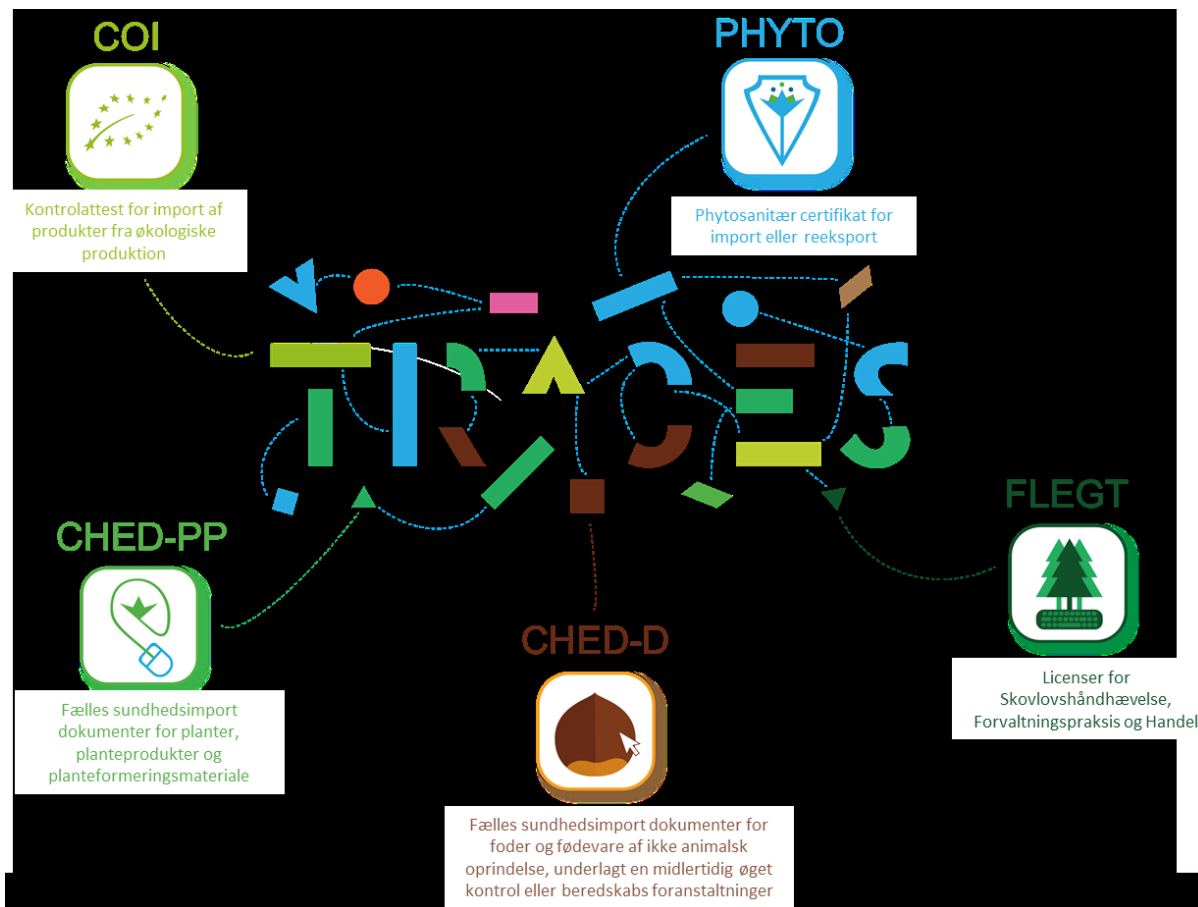 COI
Kontrolattest for import af
produkter fra økologiske
produktion
PHYTO
Phytosanitær certifikat for
import eller reeksport
TRACES
CHED-PP
Fælles sundhedsimport
dokumenter for planter,
planteprodukter og
planteformeringsmateriale
CHED-D
Fælles sundhedsimport dokumenter for
foder og fødevare af ikke animalsk
oprindelse, underlagt en midlertidig øget
kontrol eller beredskabs foranstaltninger
FLEGT
Licenser for
Skovlovshåndhævelse,
Forvaltningspraksis og Handel